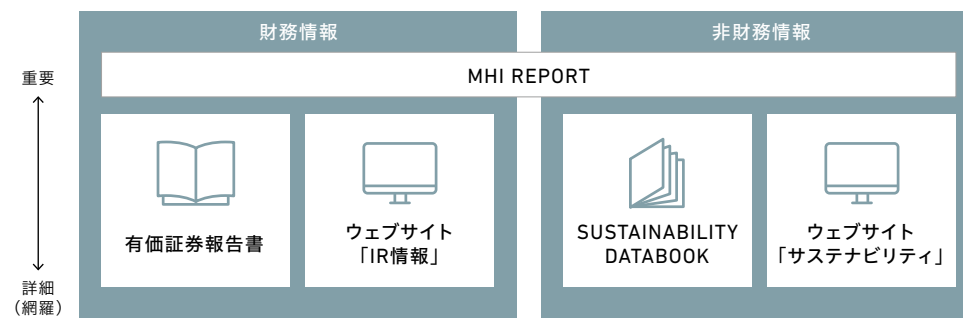 財務情報
非財務情報
MHI REPORT
重要
詳細
（網羅）
有価証券報告書
ウェブサイト
「IR情報」
SUSTAINABILITY
DATABOOK
ウェブサイト
「サステナビリティ」